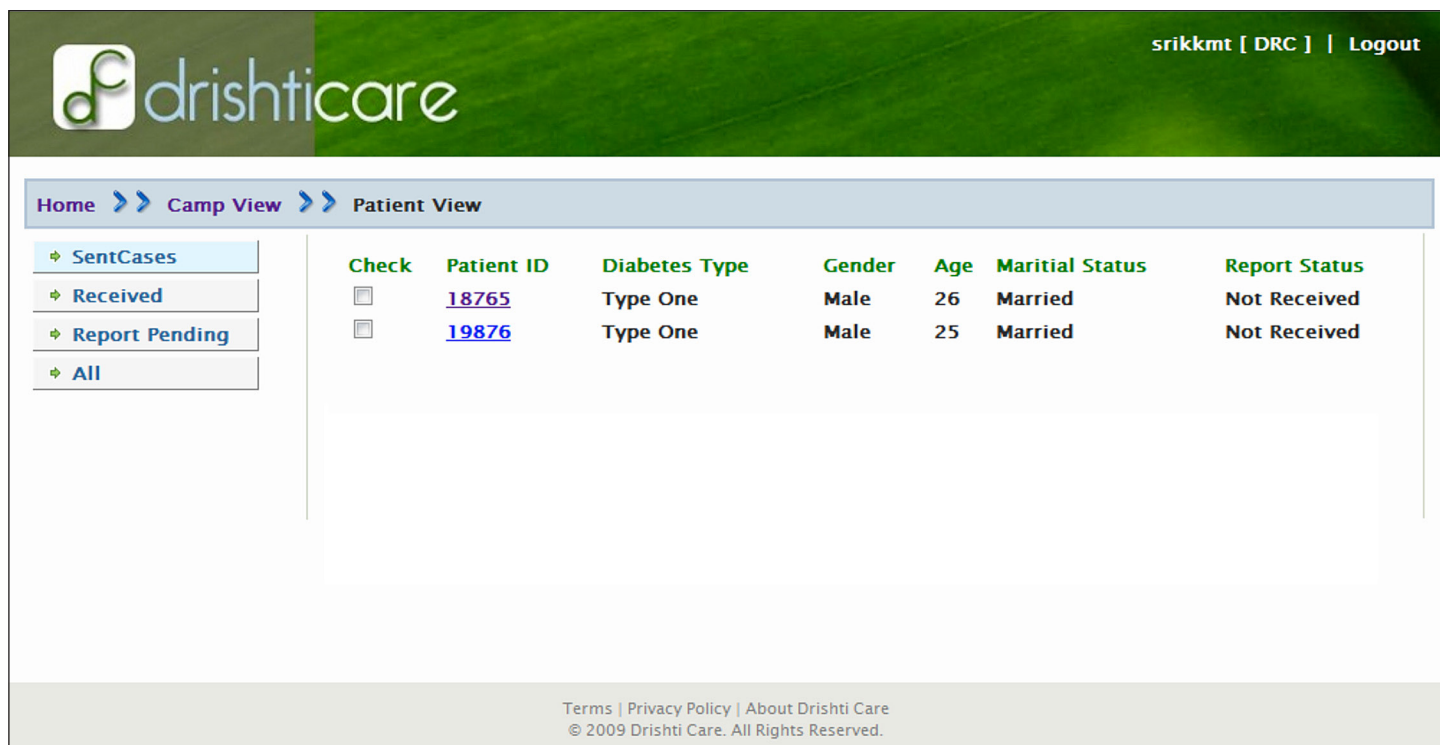 srikkmt [ DRC ] | Logout
drishticare
Home Camp View Patient View
SentCases
Received
Report Pending
All
Check Patient ID Diabetes Type Gender Age Maritial Status Report Status
18765 Type One Male 26 Married Not Received
19876 Type One Male 25 Married Not Received
Terms | Privacy Policy | About Drishti Care
© 2009 Drishti Care. All Rights Reserved.